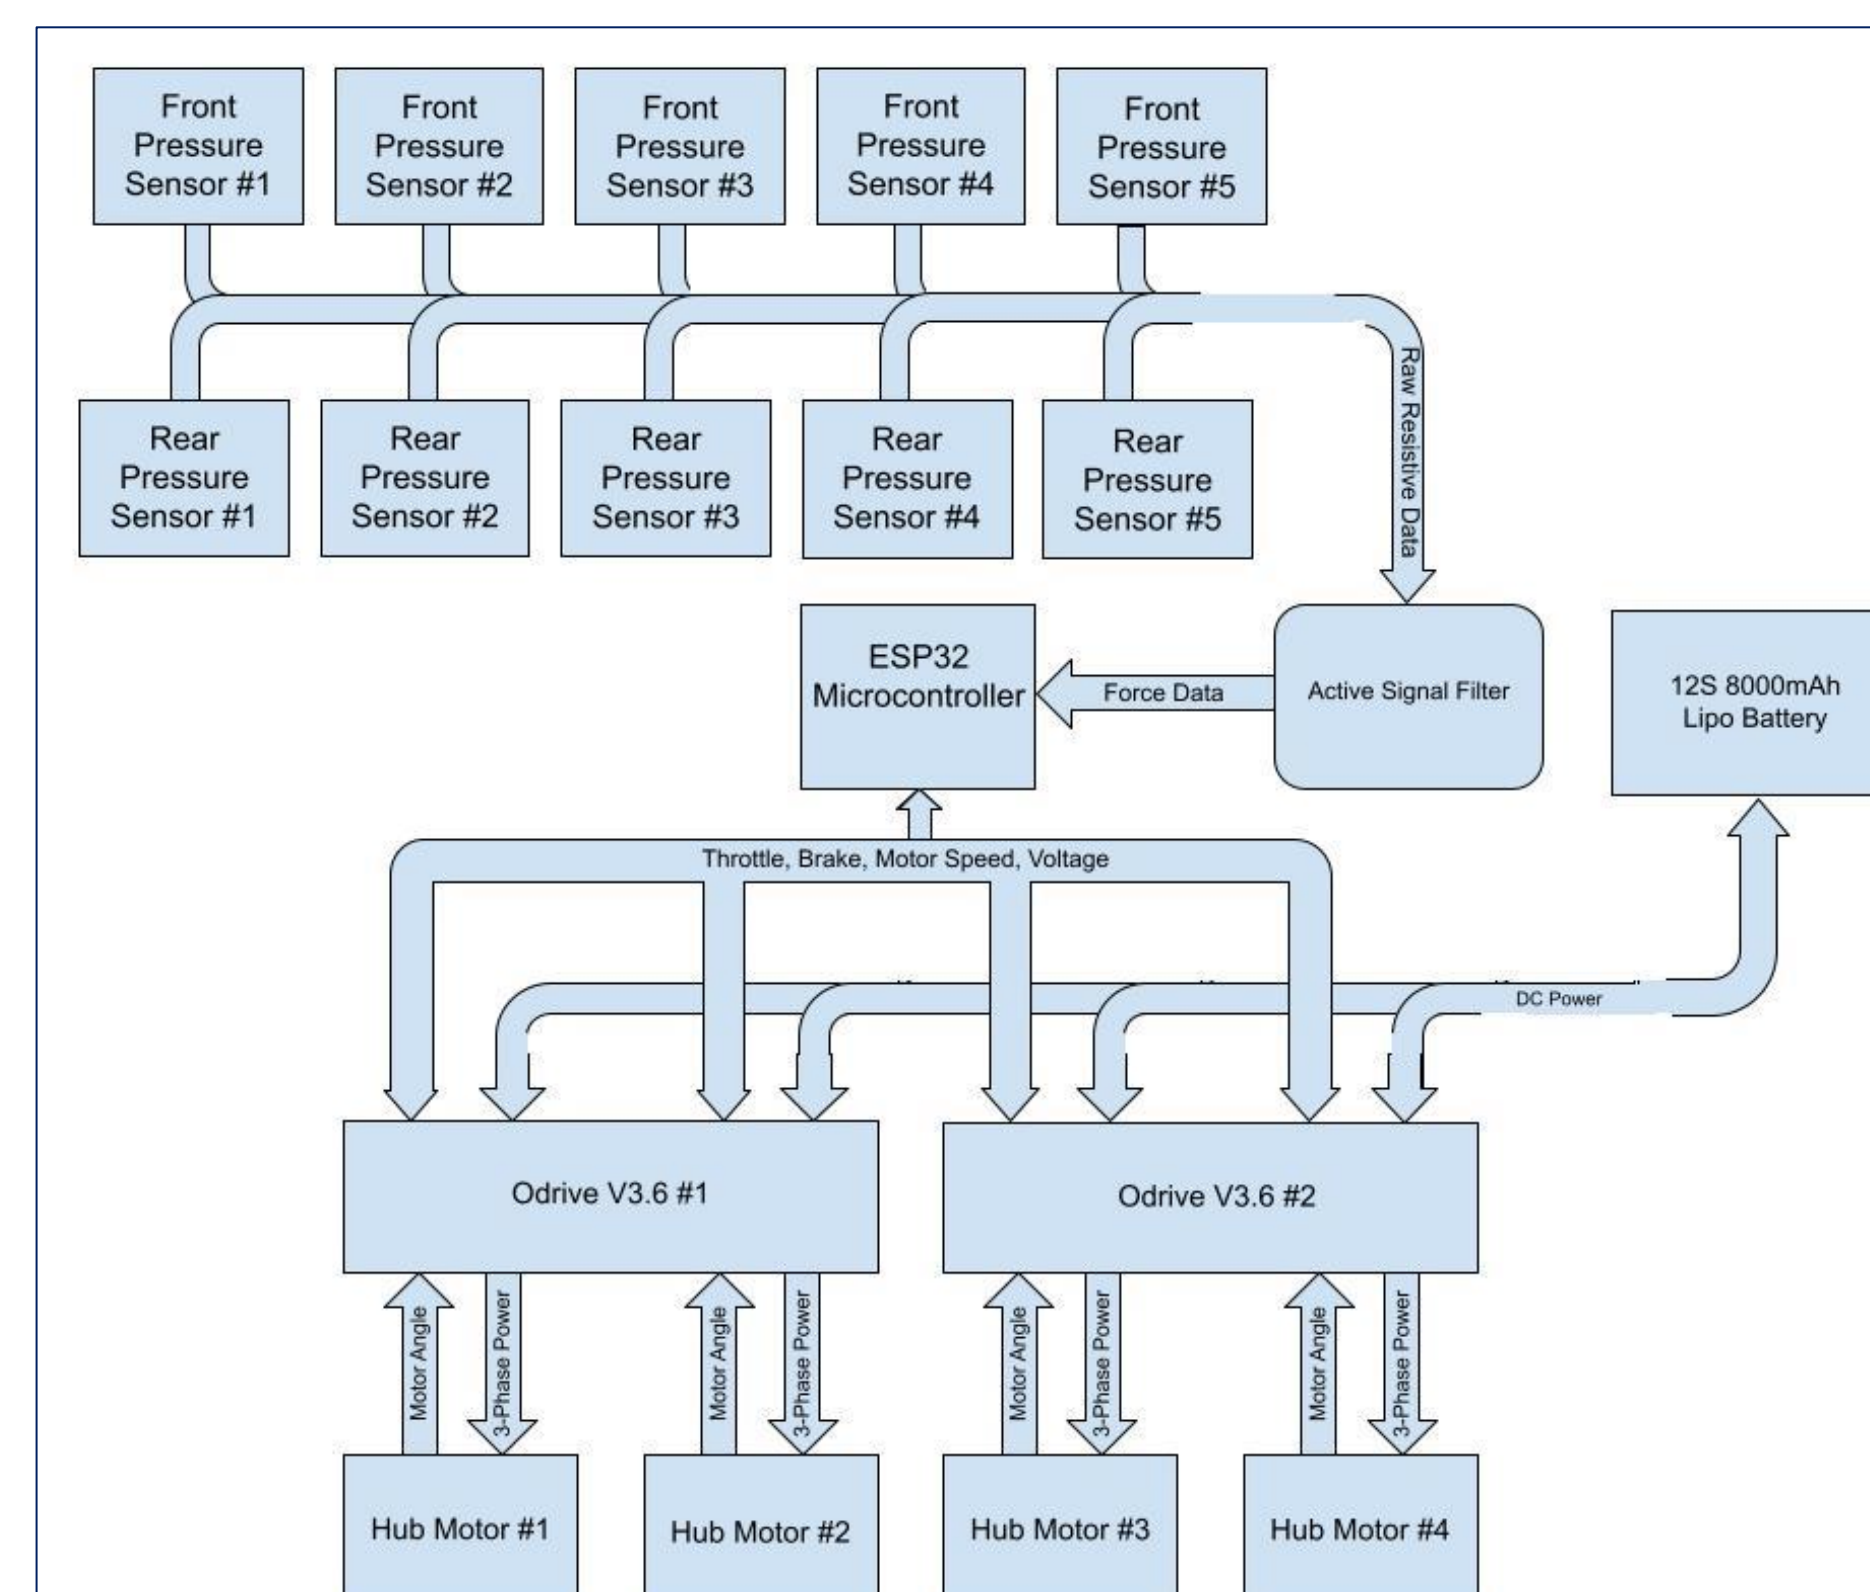 Front
Pressure
Sensor #1
Front
Pressure
Sensor #2
Front
Pressure
Sensor #3
Front
Pressure
Sensor #4
Front
Pressure
Sensor #5
Rear
Pressure
Sensor #1
Rear
Pressure
Sensor #2
Rear
Pressure
Sensor #3
Rear
Pressure
Sensor #4
Rear
Pressure
Sensor #5
Raw Resistive Data
ESP32
Microcontroller
Force Data
Active Signal Filter
12S 8000mAh
Lipo Battery
Throttle, Brake, Motor Speed, Voltage
DC Power
Odrive V3.6 #1
Odrive V3.6 #2
Motor Angle
3-Phase Power
Motor Angle
3-Phase Power
Motor Angle
3-Phase Power
Motor Angle
3-Phase Power
Hub Motor #1
Hub Motor #2
Hub Motor #3
Hub Motor #4